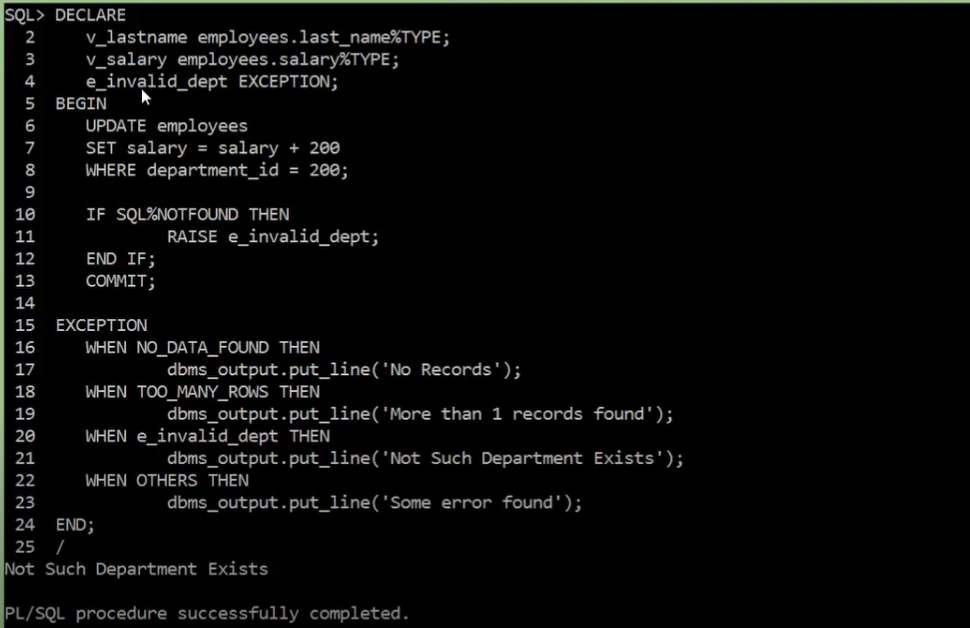 SQL> DECLARE
  2     v_lastname employees.last_name%TYPE;
  3     v_salary employees.salary%TYPE;
  4     e_invalid_dept EXCEPTION;
  5  BEGIN
  6     UPDATE employees
  7     SET salary = salary + 200
  8     WHERE department_id = 200;
  9
 10     IF SQL%NOTFOUND THEN
 11             RAISE e_invalid_dept;
 12     END IF;
 13     COMMIT;
 14
 15  EXCEPTION
 16     WHEN NO_DATA_FOUND THEN
 17             dbms_output.put_line('No Records');
 18     WHEN TOO_MANY_ROWS THEN
 19             dbms_output.put_line('More than 1 records found');
 20     WHEN e_invalid_dept THEN
 21             dbms_output.put_line('Not Such Department Exists');
 22     WHEN OTHERS THEN
 23             dbms_output.put_line('Some error found');
 24  END;
 25  /
Not Such Department Exists
PL/SQL procedure successfully completed.